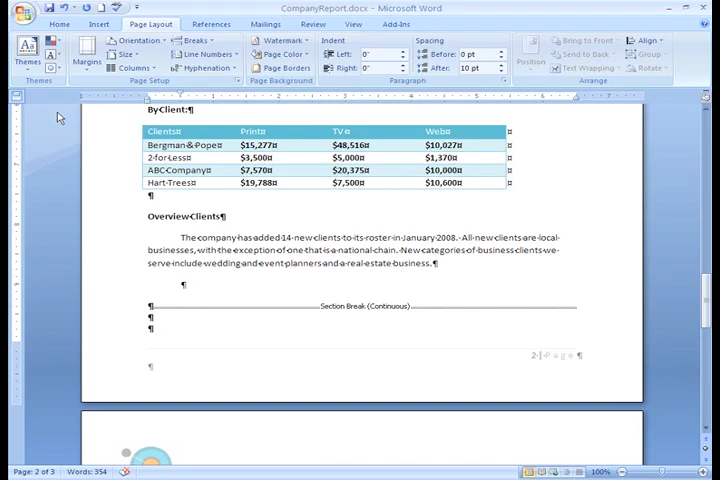 CompanyReport.docx - Microsoft Word
Home Insert Page Layout References Mailings Review View Add-Ins
Orientation Breaks Watermark Indent Spacing Bring to Front Align
Themes Margins Size Line Numbers Page Color Left: 0" Before: 0 pt Position Send to Back Group
Columns Hyphenation Page Borders Right: 0" After: 10 pt Text Wrapping Rotate
Themes Page Setup Page Background Paragraph Arrange
By Client:¶
Clients¤ Print¤ TV¤ Web¤ ¤
Bergman·&·Pope¤ $15,277¤ $48,516¤ $10,027¤ ¤
2·for·Less¤ $3,500¤ $5,000¤ $1,370¤ ¤
ABC·Company¤ $7,570¤ $20,375¤ $10,000¤ ¤
Hart·Trees¤ $19,788¤ $7,500¤ $10,600¤ ¤
¶
Overview·Clients¶
The·company·has·added·14·new·clients·to·its·roster·in·January·2008.··All·new·clients·are·local·
businesses,·with·the·exception·of·one·that·is·a·national·chain.··New·categories·of·business·clients·we·
serve·include·wedding·and·event·planners·and·a·real·estate·business.¶
¶
¶Section Break (Continuous)
¶
¶
2·|·Page¶
¶
Page: 2 of 3 Words: 354 100%